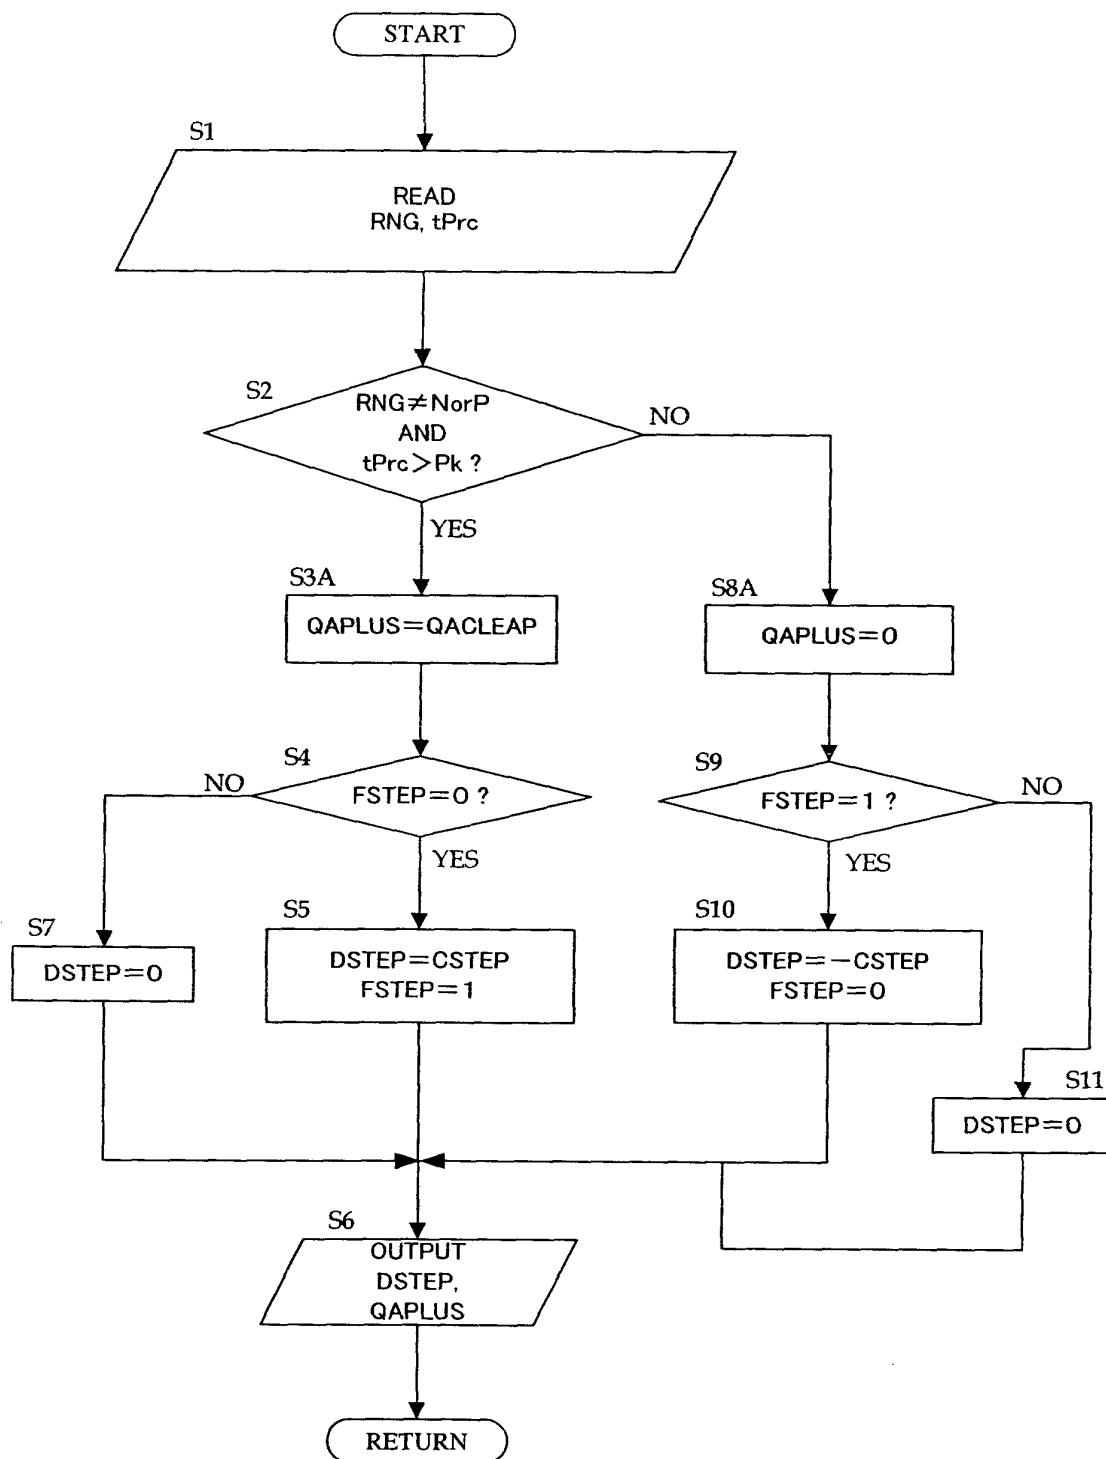 START
S1
READ
RNG, tPrc
S2
RNG≠NorP
AND
tPrc>Pk ?
NO
YES
S3A
QAPLUS=QACLEAP
S8A
QAPLUS=0
S4
NO
FSTEP=0 ?
YES
S9
FSTEP=1 ?
NO
YES
S7
DSTEP=0
S5
DSTEP=CSTEP
FSTEP=1
S10
DSTEP=-CSTEP
FSTEP=0
S11
DSTEP=0
S6
OUTPUT
DSTEP,
QAPLUS
RETURN